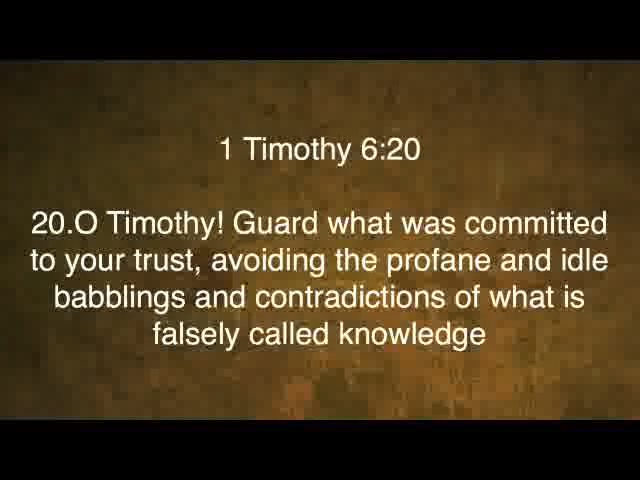 1 Timothy 6:20
20.O Timothy! Guard what was committed
to your trust, avoiding the profane and idle
babblings and contradictions of what is
falsely called knowledge